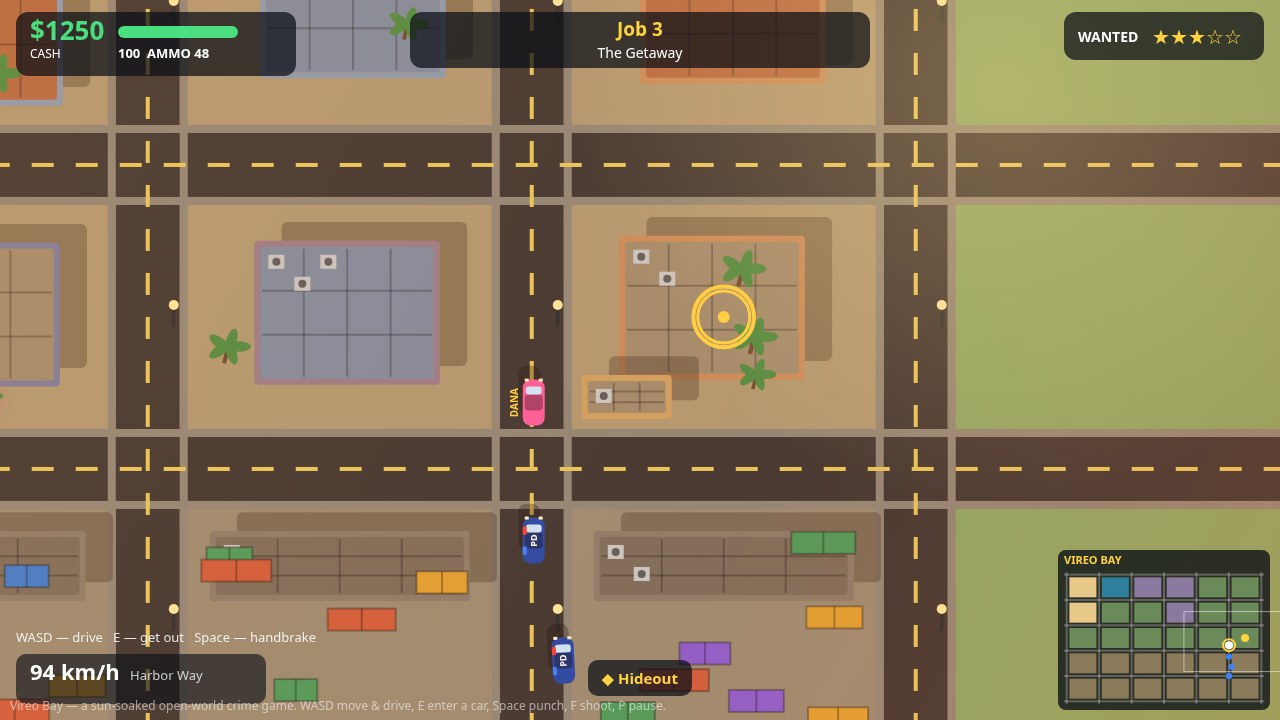 $1250
CASH
100 AMMO 48
Job 3
The Getaway
WANTED ★★★☆☆
DANA
PD
PD
VIREO BAY
WASD — drive E — get out Space — handbrake
94 km/h Harbor Way
◆ Hideout
Vireo Bay — a sun-soaked open-world crime game. WASD move & drive, E enter a car, Space punch, F shoot, P pause.